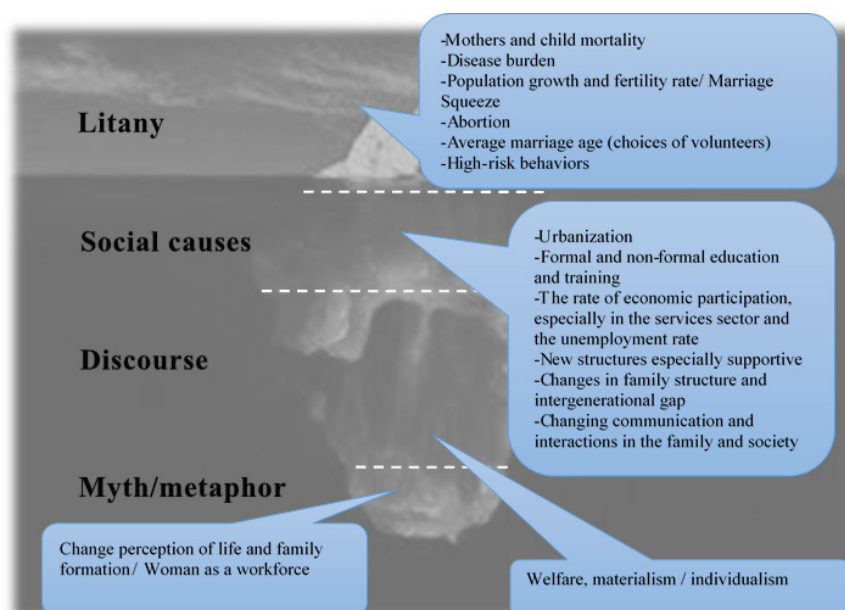 -Mothers and child mortality
-Disease burden
-Population growth and fertility rate/ Marriage
Squeeze
-Abortion
-Average marriage age (choices of volunteers)
-High-risk behaviors
Litany
Social causes
-Urbanization
-Formal and non-formal education
and training
-The rate of economic participation,
especially in the services sector and
the unemployment rate
-New structures especially supportive
-Changes in family structure and
intergenerational gap
-Changing communication and
interactions in the family and society
Discourse
Myth/metaphor
Change perception of life and family
formation/ Woman as a workforce
Welfare, materialism / individualism